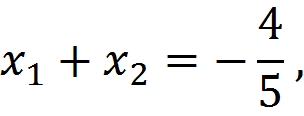 x₁ + x₂ = −4/5,